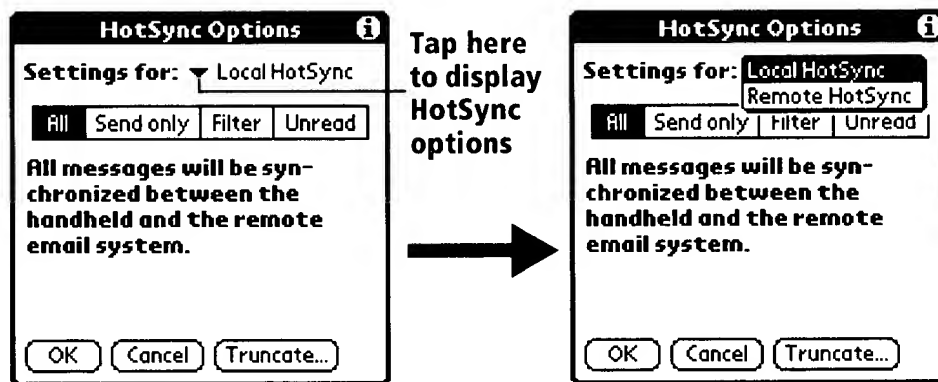 HotSync Options i
Settings for: Local HotSync
All Send only Filter Unread
All messages will be syn-
chronized between the
handheld and the remote
email system.
OK Cancel Truncate...
Tap here
to display
HotSync
options
HotSync Options i
Settings for: Local HotSync
Remote HotSync
All Send only Filter Unread
All messages will be syn-
chronized between the
handheld and the remote
email system.
OK Cancel Truncate...